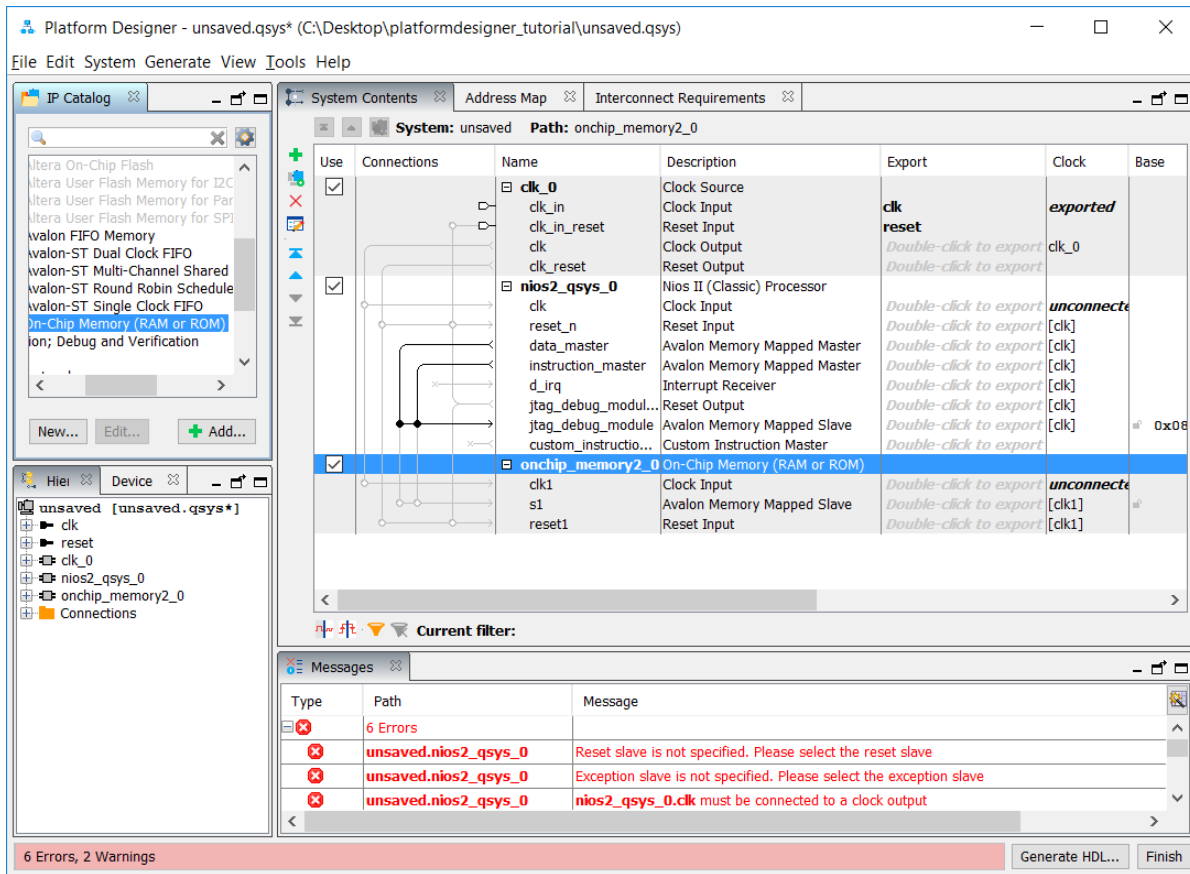 Platform Designer - unsaved.qsys* (C:\Desktop\platformdesigner_tutorial\unsaved.qsys)
File Edit System Generate View Tools Help
IP Catalog
Altera On-Chip Flash
Altera User Flash Memory for I2C
Altera User Flash Memory for Par
Altera User Flash Memory for SPI
Avalon FIFO Memory
Avalon-ST Dual Clock FIFO
Avalon-ST Multi-Channel Shared
Avalon-ST Round Robin Schedule
Avalon-ST Single Clock FIFO
On-Chip Memory (RAM or ROM)
ion; Debug and Verification
New... Edit... Add...
Hier Device
unsaved [unsaved.qsys*]
clk
reset
clk_0
nios2_qsys_0
onchip_memory2_0
Connections
System Contents Address Map Interconnect Requirements
System: unsaved Path: onchip_memory2_0
Use Connections Name Description Export Clock Base
clk_0 Clock Source
clk_in Clock Input clk exported
clk_in_reset Reset Input reset
clk Clock Output Double-click to export clk_0
clk_reset Reset Output Double-click to export
nios2_qsys_0 Nios II (Classic) Processor
clk Clock Input Double-click to export unconnecte
reset_n Reset Input Double-click to export [clk]
data_master Avalon Memory Mapped Master Double-click to export [clk]
instruction_master Avalon Memory Mapped Master Double-click to export [clk]
d_irq Interrupt Receiver Double-click to export [clk]
jtag_debug_modul... Reset Output Double-click to export [clk]
jtag_debug_module Avalon Memory Mapped Slave Double-click to export [clk] 0x08
custom_instructio... Custom Instruction Master Double-click to export
onchip_memory2_0 On-Chip Memory (RAM or ROM)
clk1 Clock Input Double-click to export unconnecte
s1 Avalon Memory Mapped Slave Double-click to export [clk1]
reset1 Reset Input Double-click to export [clk1]
Current filter:
Messages
Type Path Message
6 Errors
unsaved.nios2_qsys_0 Reset slave is not specified. Please select the reset slave
unsaved.nios2_qsys_0 Exception slave is not specified. Please select the exception slave
unsaved.nios2_qsys_0 nios2_qsys_0.clk must be connected to a clock output
6 Errors, 2 Warnings
Generate HDL... Finish